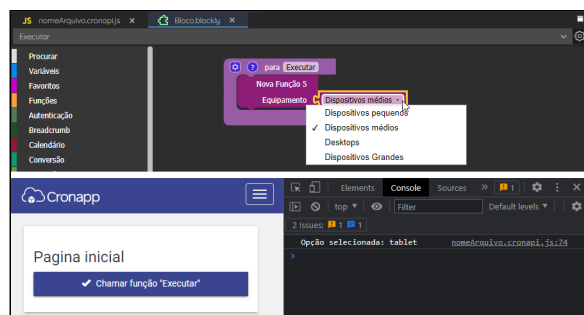 JS nomeArquivo.cronapi.js ×
Bloco.blockly ×
Executar
Procurar
Variáveis
Favoritos
Funções
Autenticação
Breadcrumb
Calendário
Conversão
? para Executar
Nova Função 5
Equipamento Dispositivos médios
Dispositivos pequenos
✓ Dispositivos médios
Desktops
Dispositivos Grandes
Cronapp
Pagina inicial
✓ Chamar função "Executar"
Elements Console Sources » 1
top Filter Default levels
2 Issues: 1 1
Opção selecionada: tablet nomeArquivo.cronapi.js:74
>